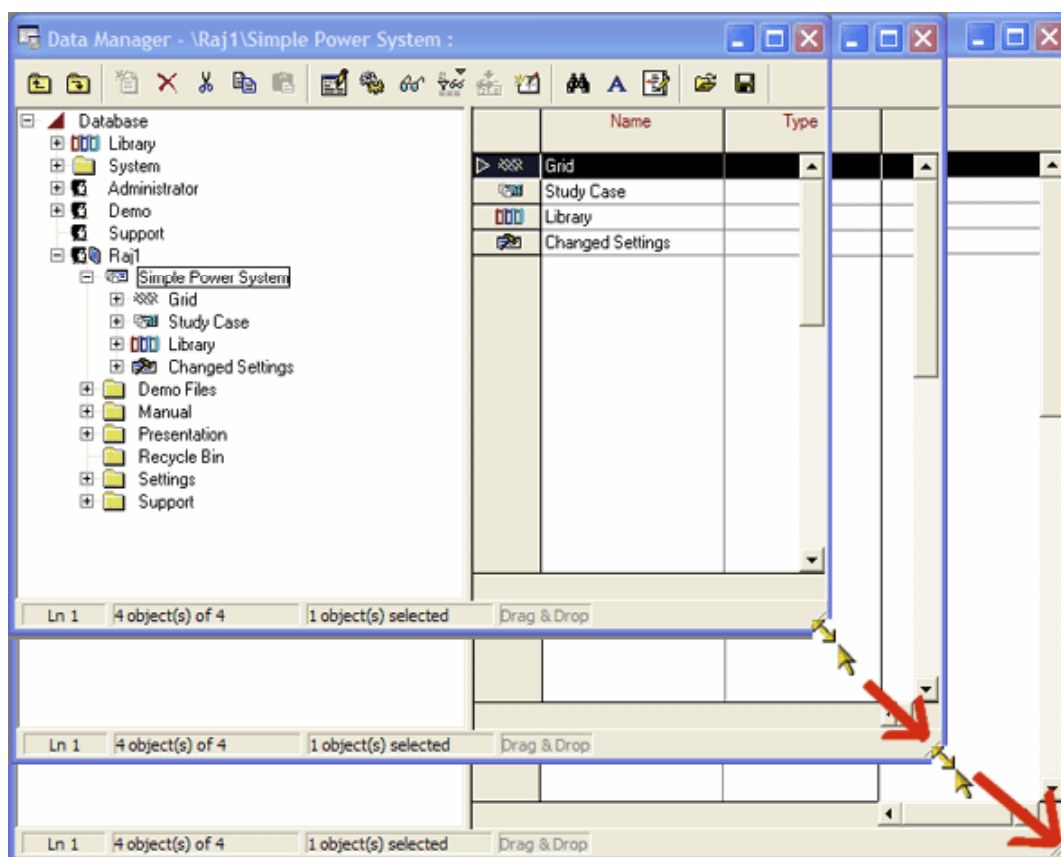 Data Manager - \Raj1\Simple Power System :
Database
Library
System
Administrator
Demo
Support
Raj1
Simple Power System
Grid
Study Case
Library
Changed Settings
Demo Files
Manual
Presentation
Recycle Bin
Settings
Support
Name Type
Grid
Study Case
Library
Changed Settings
Ln 1 4 object(s) of 4 1 object(s) selected Drag & Drop
Ln 1 4 object(s) of 4 1 object(s) selected Drag & Drop
Ln 1 4 object(s) of 4 1 object(s) selected Drag & Drop